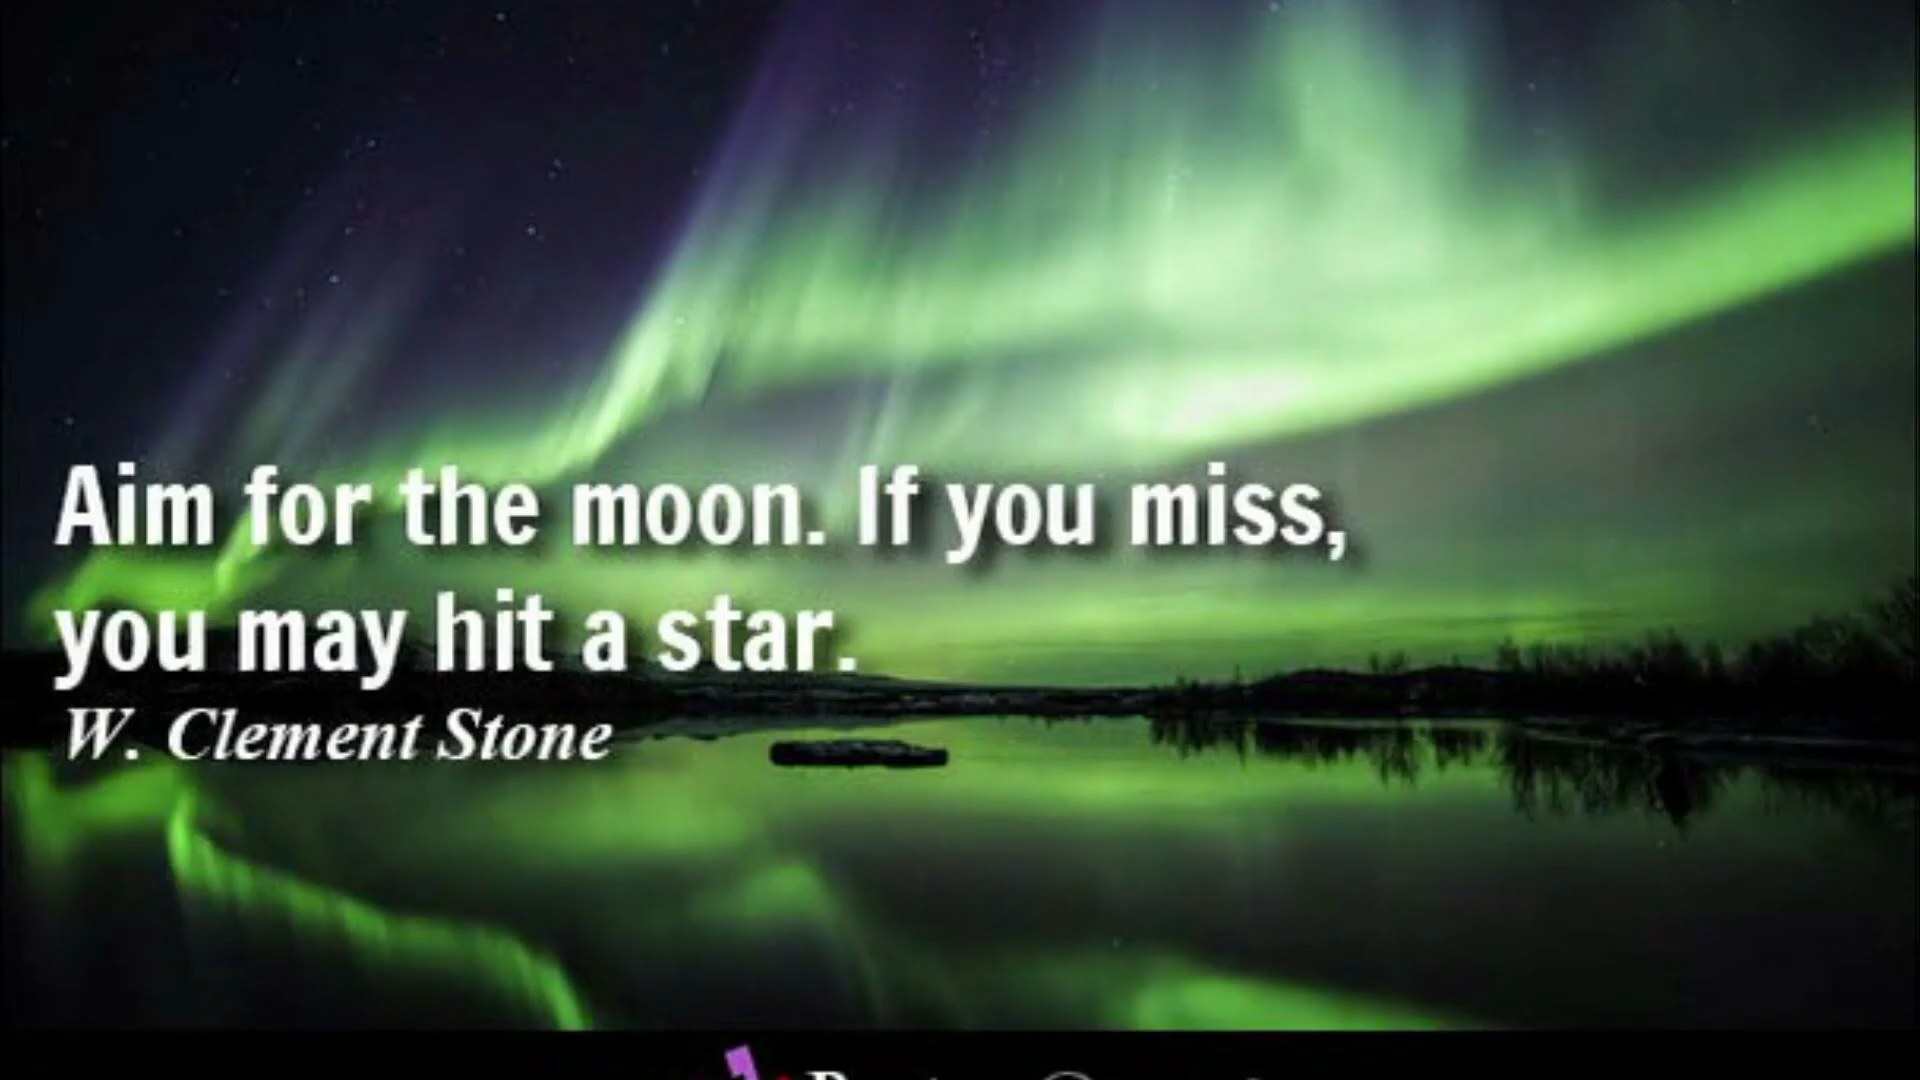 Aim for the moon. If you miss,
you may hit a star.
W. Clement Stone